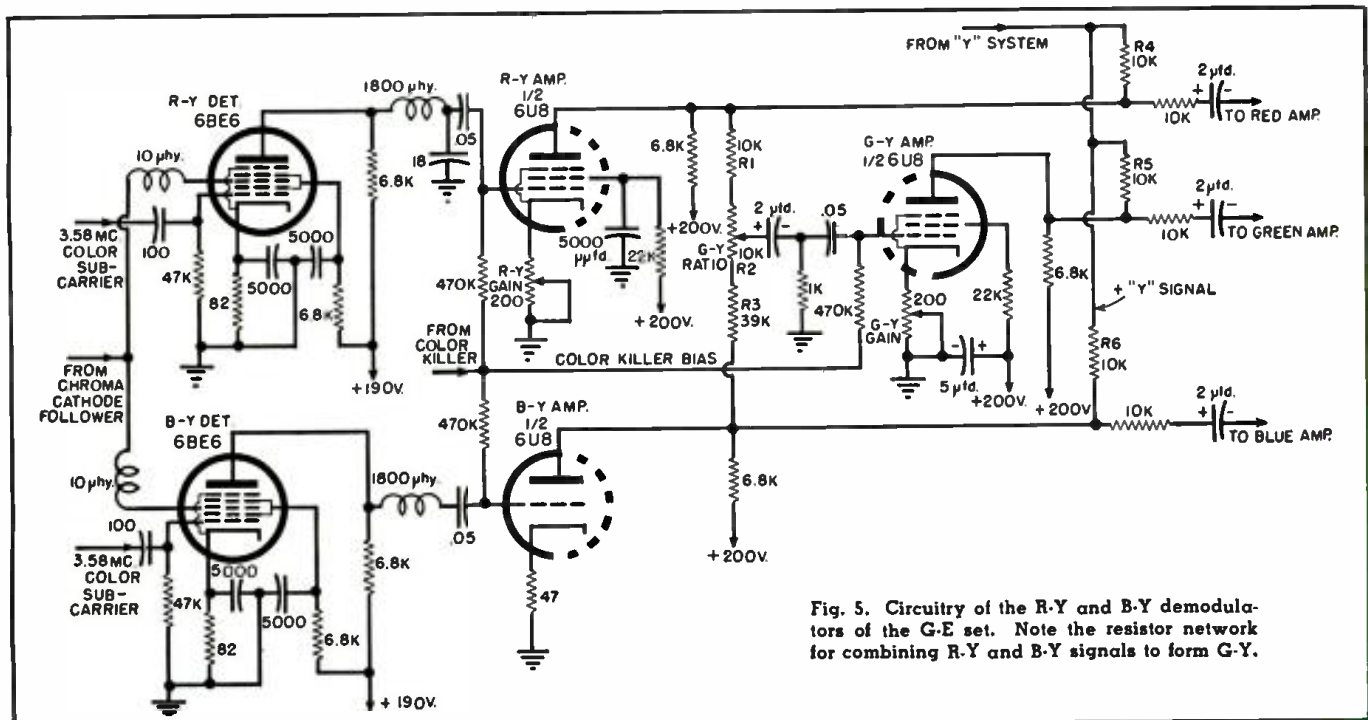 FROM "Y" SYSTEM
R4
10K
2 µfd.
+ -
10K
TO RED AMP.
R-Y DET.
6BE6
1800 µhy.
.05
18
R-Y AMP.
1/2
6U8
10 µhy.
3.58 MC
COLOR
SUB-
CARRIER
100
47K
82
5000
5000
6.8K
6.8K
+190V.
470K
R-Y
GAIN
200
5000
µµfd.
22K
+200V.
6.8K
+200V.
10K
R1
G-Y
RATIO
10K
R2
R3
39K
2 µfd.
+ -
.05
1K
470K
G-Y AMP.
1/2 6U8
200
G-Y
GAIN
22K
- +
5 µfd.
+200V.
6.8K
+200V
R5
10K
2 µfd.
+ -
10K
TO GREEN AMP.
+ "Y" SIGNAL
R6
10K
2 µfd.
+ -
10K
TO BLUE AMP.
FROM
COLOR
KILLER
COLOR KILLER BIAS
FROM
CHROMA
CATHODE
FOLLOWER
B-Y DET.
6BE6
10 µhy.
1800 µhy.
.05
470K
B-Y AMP.
1/2
6U8
47
6.8K
+200V.
100
3.58 MC
COLOR
SUB-
CARRIER
47K
5000
5000
82
6.8K
6.8K
+ 190V.
Fig. 5. Circuitry of the R-Y and B-Y demodula-
tors of the G-E set. Note the resistor network
for combining R-Y and B-Y signals to form G-Y.